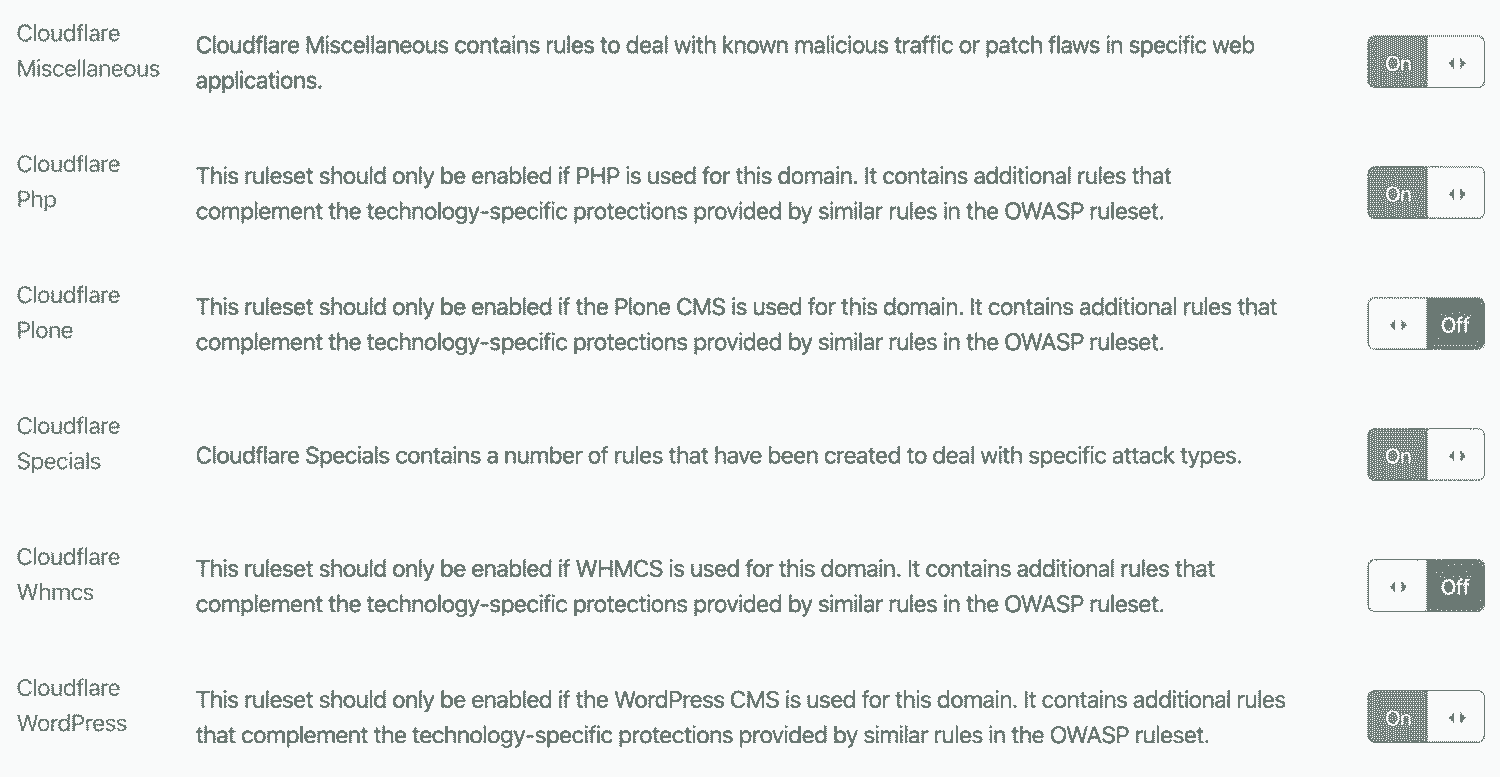 Cloudflare
Miscellaneous
Cloudflare Miscellaneous contains rules to deal with known malicious traffic or patch flaws in specific web
applications.
On
Cloudflare
Php
This ruleset should only be enabled if PHP is used for this domain. It contains additional rules that
complement the technology-specific protections provided by similar rules in the OWASP ruleset.
On
Cloudflare
Plone
This ruleset should only be enabled if the Plone CMS is used for this domain. It contains additional rules that
complement the technology-specific protections provided by similar rules in the OWASP ruleset.
Off
Cloudflare
Specials
Cloudflare Specials contains a number of rules that have been created to deal with specific attack types.
On
Cloudflare
Whmcs
This ruleset should only be enabled if WHMCS is used for this domain. It contains additional rules that
complement the technology-specific protections provided by similar rules in the OWASP ruleset.
Off
Cloudflare
WordPress
This ruleset should only be enabled if the WordPress CMS is used for this domain. It contains additional rules
that complement the technology-specific protections provided by similar rules in the OWASP ruleset.
On